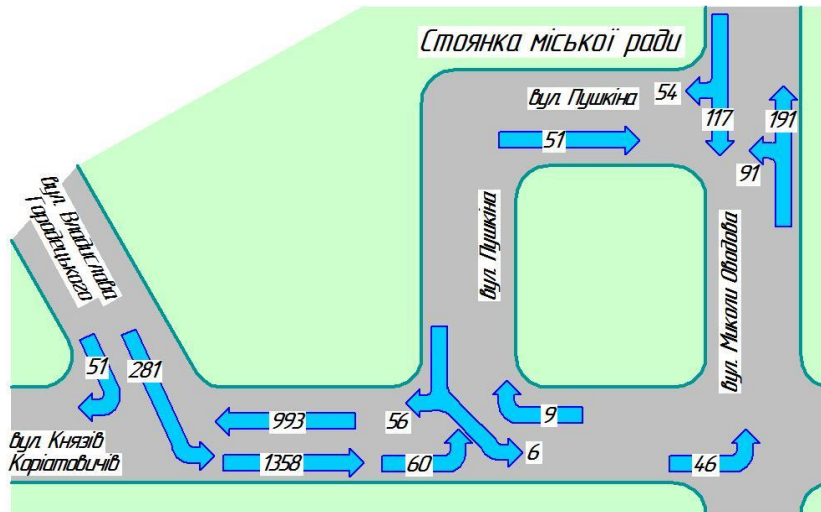 Стоянка міської ради
вул. Пушкіна
54
117
191
51
91
вул. Владислава
Городецького
вул. Пушкіна
вул. Миколи Оводова
51
281
993
56
9
вул. Князів
Коріатовичів
1358
60
6
46